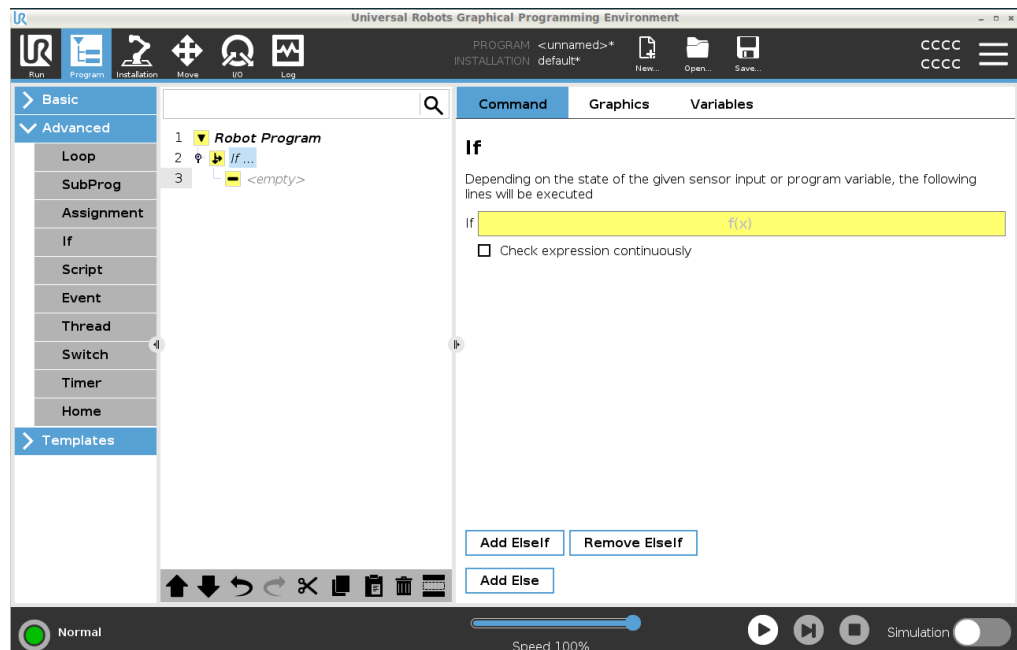 Universal Robots Graphical Programming Environment
PROGRAM <unnamed>*
INSTALLATION default*
CCCC
CCCC
Run
Program
Installation
Move
I/O
Log
New...
Open...
Save...
Basic
Advanced
Loop
SubProg
Assignment
If
Script
Event
Thread
Switch
Timer
Home
Templates
1 Robot Program
2 If ...
3 <empty>
Command Graphics Variables
If
Depending on the state of the given sensor input or program variable, the following
lines will be executed
If f(x)
Check expression continuously
Add ElseIf Remove ElseIf
Add Else
Normal
Speed 100%
Simulation